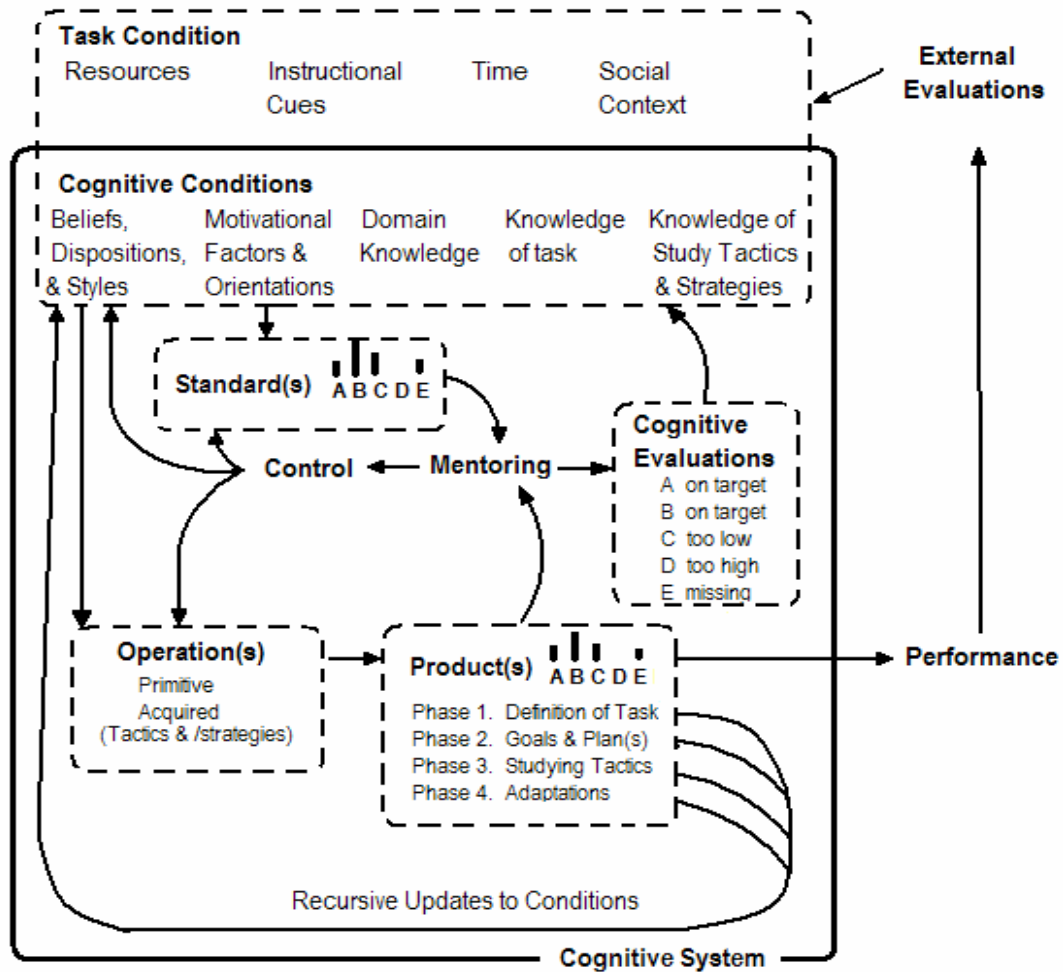 Task Condition
Resources Instructional Time Social
Cues Context
External
Evaluations
Cognitive Conditions
Beliefs, Motivational Domain Knowledge Knowledge of
Dispositions, Factors & Knowledge of task Study Tactics
& Styles Orientations & Strategies
Standard(s) A B C D E
Control Mentoring
Cognitive
Evaluations
A on target
B on target
C too low
D too high
E missing
Operation(s)
Primitive
Acquired
(Tactics & /strategies)
Product(s) A B C D E
Phase 1. Definition of Task
Phase 2. Goals & Plan(s)
Phase 3. Studying Tactics
Phase 4. Adaptations
Performance
Recursive Updates to Conditions
Cognitive System